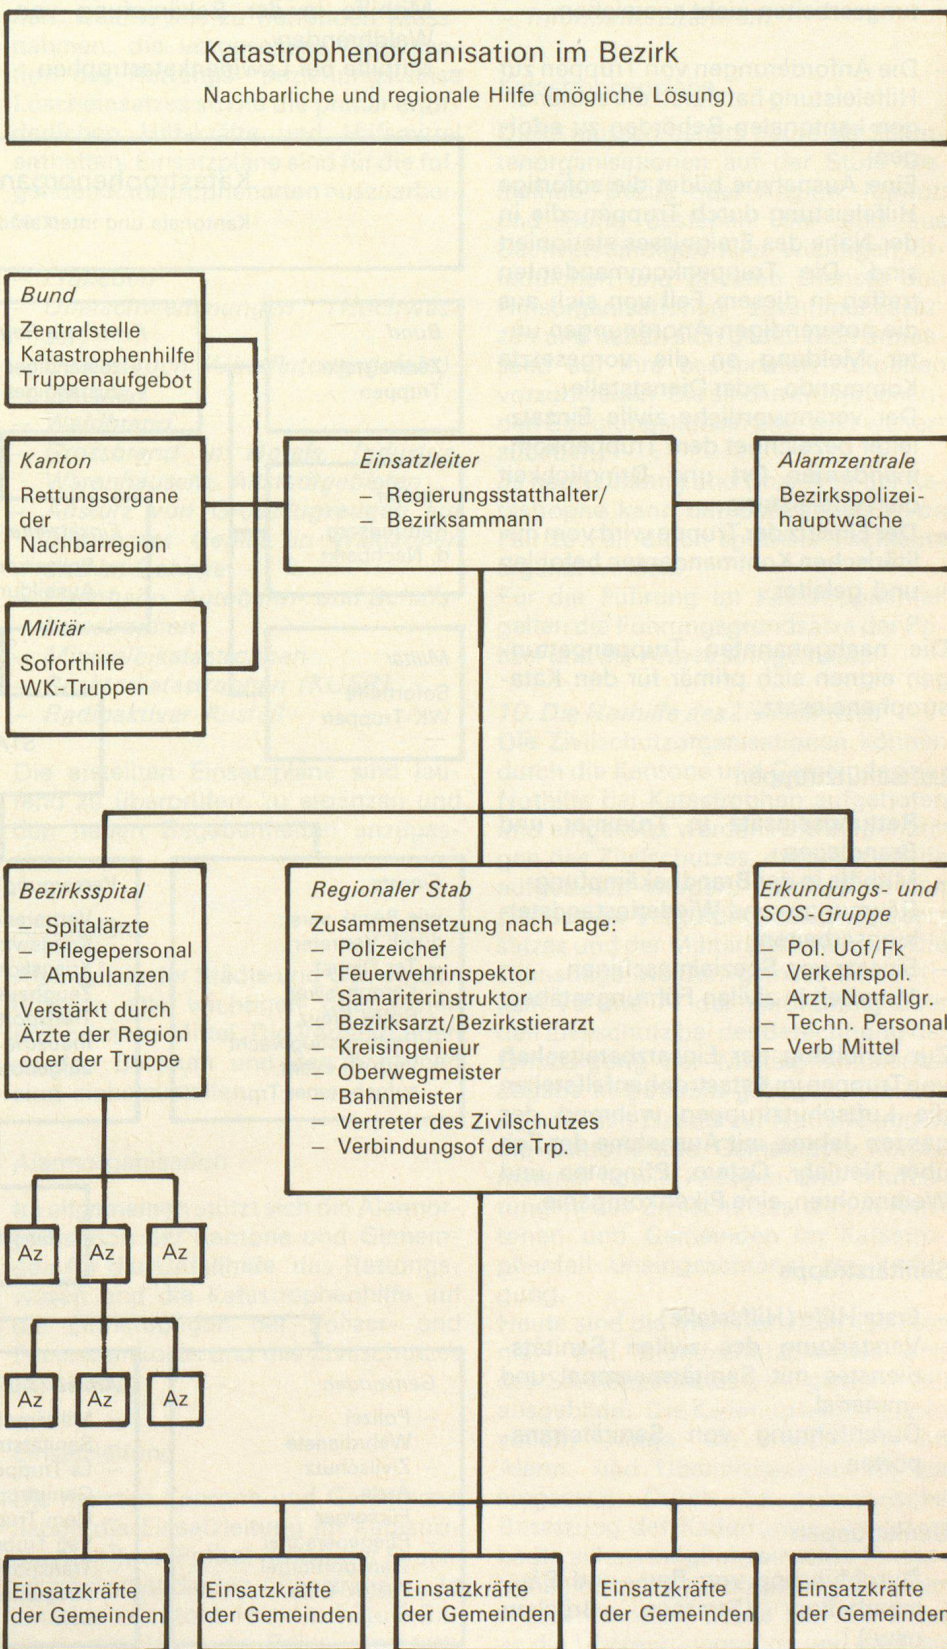 Katastrophenorganisation im Bezirk
Nachbarliche und regionale Hilfe (mögliche Lösung)
Bund
Zentralstelle
Katastrophenhilfe
Truppenaufgebot
Kanton
Rettungsorgane
der
Nachbarregion
Militär
Soforthilfe
WK-Truppen
Einsatzleiter
– Regierungsstatthalter/
– Bezirksammann
Alarmzentrale
Bezirkspolizei-
hauptwache
Bezirksspital
– Spitalärzte
– Pflegepersonal
– Ambulanzen
Verstärkt durch
Ärzte der Region
oder der Truppe
Regionaler Stab
Zusammensetzung nach Lage:
– Polizeichef
– Feuerwehrinspektor
– Samariterinstruktor
– Bezirksarzt/Bezirkstierarzt
– Kreisingenieur
– Oberwegmeister
– Bahnmeister
– Vertreter des Zivilschutzes
– Verbindungsof der Trp.
Erkundungs- und
SOS-Gruppe
– Pol. Uof/Fk
– Verkehrspol.
– Arzt, Notfallgr.
– Techn. Personal
– Verb Mittel
Az Az Az
Az Az Az
Einsatzkräfte
der Gemeinden
Einsatzkräfte
der Gemeinden
Einsatzkräfte
der Gemeinden
Einsatzkräfte
der Gemeinden
Einsatzkräfte
der Gemeinden